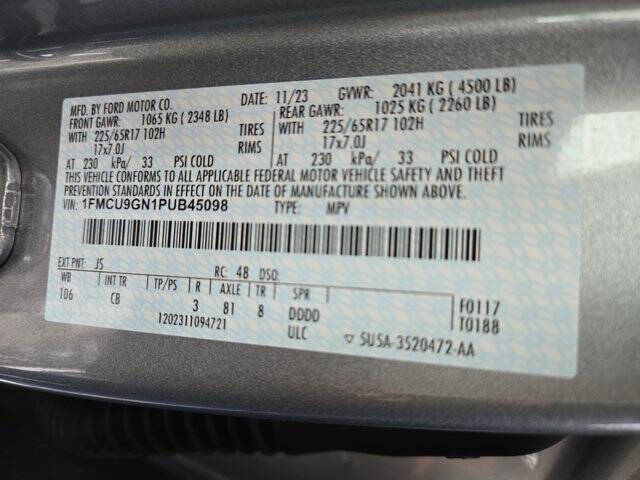 MFD. BY FORD MOTOR CO. DATE: 11/23 GVWR: 2041 KG ( 4500 LB)
FRONT GAWR: 1065 KG ( 2348 LB) REAR GAWR: 1025 KG ( 2260 LB)
WITH 225/65R17 102H TIRES WITH 225/65R17 102H TIRES
17x7.0J RIMS 17x7.0J RIMS
AT 230 kPa/ 33 PSI COLD AT 230 kPa/ 33 PSI COLD
THIS VEHICLE CONFORMS TO ALL APPLICABLE FEDERAL MOTOR VEHICLE SAFETY AND THEFT
PREVENTION STANDARDS IN EFFECT ON THE DATE OF MANUFACTURE SHOWN ABOVE.
VIN: 1FMCU9GN1PUB45098 TYPE: MPV
EXT PNT: JS RC: 48 DSO:
WB INT TR TP/PS R AXLE TR SPR
106 CB 3 81 8 DDDD F0117
1202311094721 ULC T0188
▽ 5U5A-3520472-AA